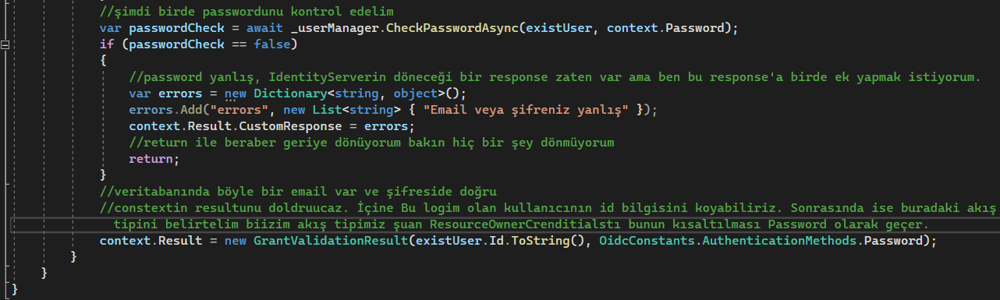 //şimdi birde passwordunu kontrol edelim
var passwordCheck = await _userManager.CheckPasswordAsync(existUser, context.Password);
if (passwordCheck == false)
{
//password yanlış, IdentityServerin döneceği bir response zaten var ama ben bu response'a birde ek yapmak istiyorum.
var errors = new Dictionary<string, object>();
errors.Add("errors", new List<string> { "Email veya şifreniz yanlış" });
context.Result.CustomResponse = errors;
//return ile beraber geriye dönüyorum bakın hiç bir şey dönmüyorum
return;
}
//veritabanında böyle bir email var ve şifreside doğru
//constextin resultunu doldruucaz. İçine Bu logim olan kullanıcının id bilgisini koyabiliriz. Sonrasında ise buradaki akış
tipini belirtelim biizim akış tipimiz şuan ResourceOwnerCrenditialstı bunun kısaltılması Password olarak geçer.
context.Result = new GrantValidationResult(existUser.Id.ToString(), OidcConstants.AuthenticationMethods.Password);
}
}
}